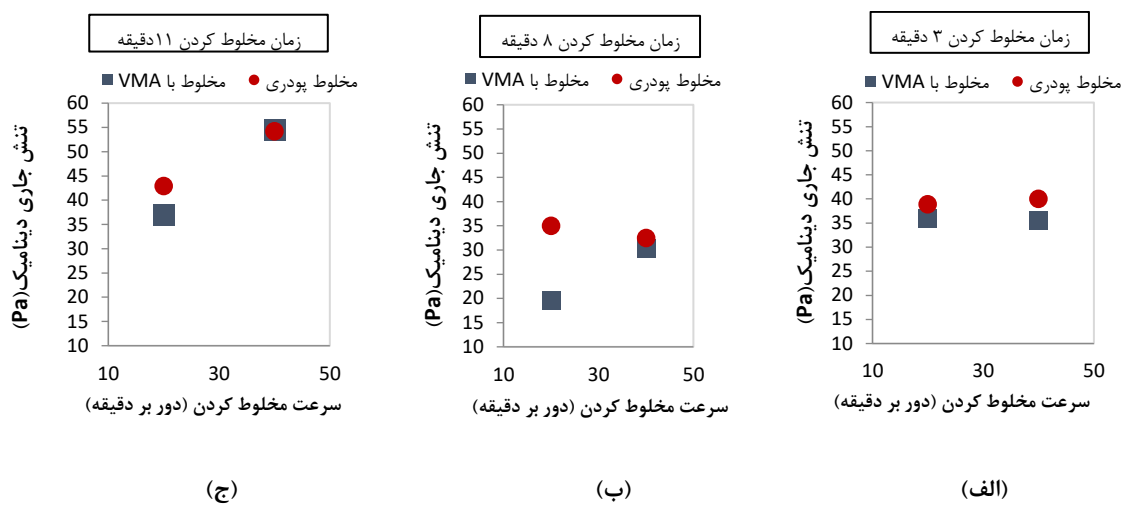 زمان مخلوط کردن ۳ دقیقه
مخلوط پودری
مخلوط با VMA
تنش جاری دینامیک(Pa)
60
55
50
45
40
35
30
25
20
15
10
10 30 50
سرعت مخلوط کردن (دور بر دقیقه)
(الف)
زمان مخلوط کردن ۸ دقیقه
مخلوط پودری
مخلوط با VMA
تنش جاری دینامیک(Pa)
60
55
50
45
40
35
30
25
20
15
10
10 30 50
سرعت مخلوط کردن (دور بر دقیقه)
(ب)
زمان مخلوط کردن ۱۱دقیقه
مخلوط پودری
مخلوط با VMA
تنش جاری دینامیک(Pa)
60
55
50
45
40
35
30
25
20
15
10
10 30 50
سرعت مخلوط کردن (دور بر دقیقه)
(ج)